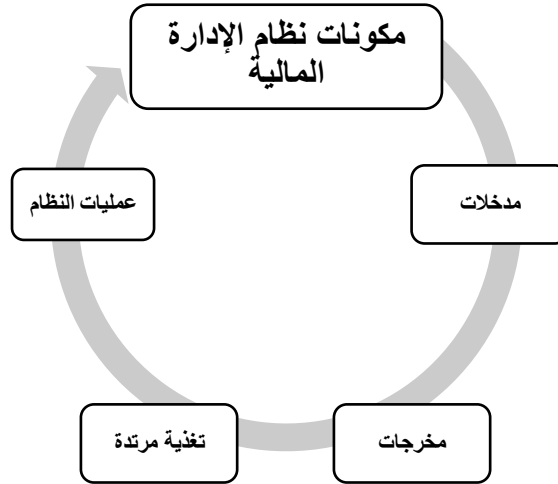 مكونات نظام الإدارة
المالية
مدخلات
مخرجات
تغذية مرتدة
عمليات النظام